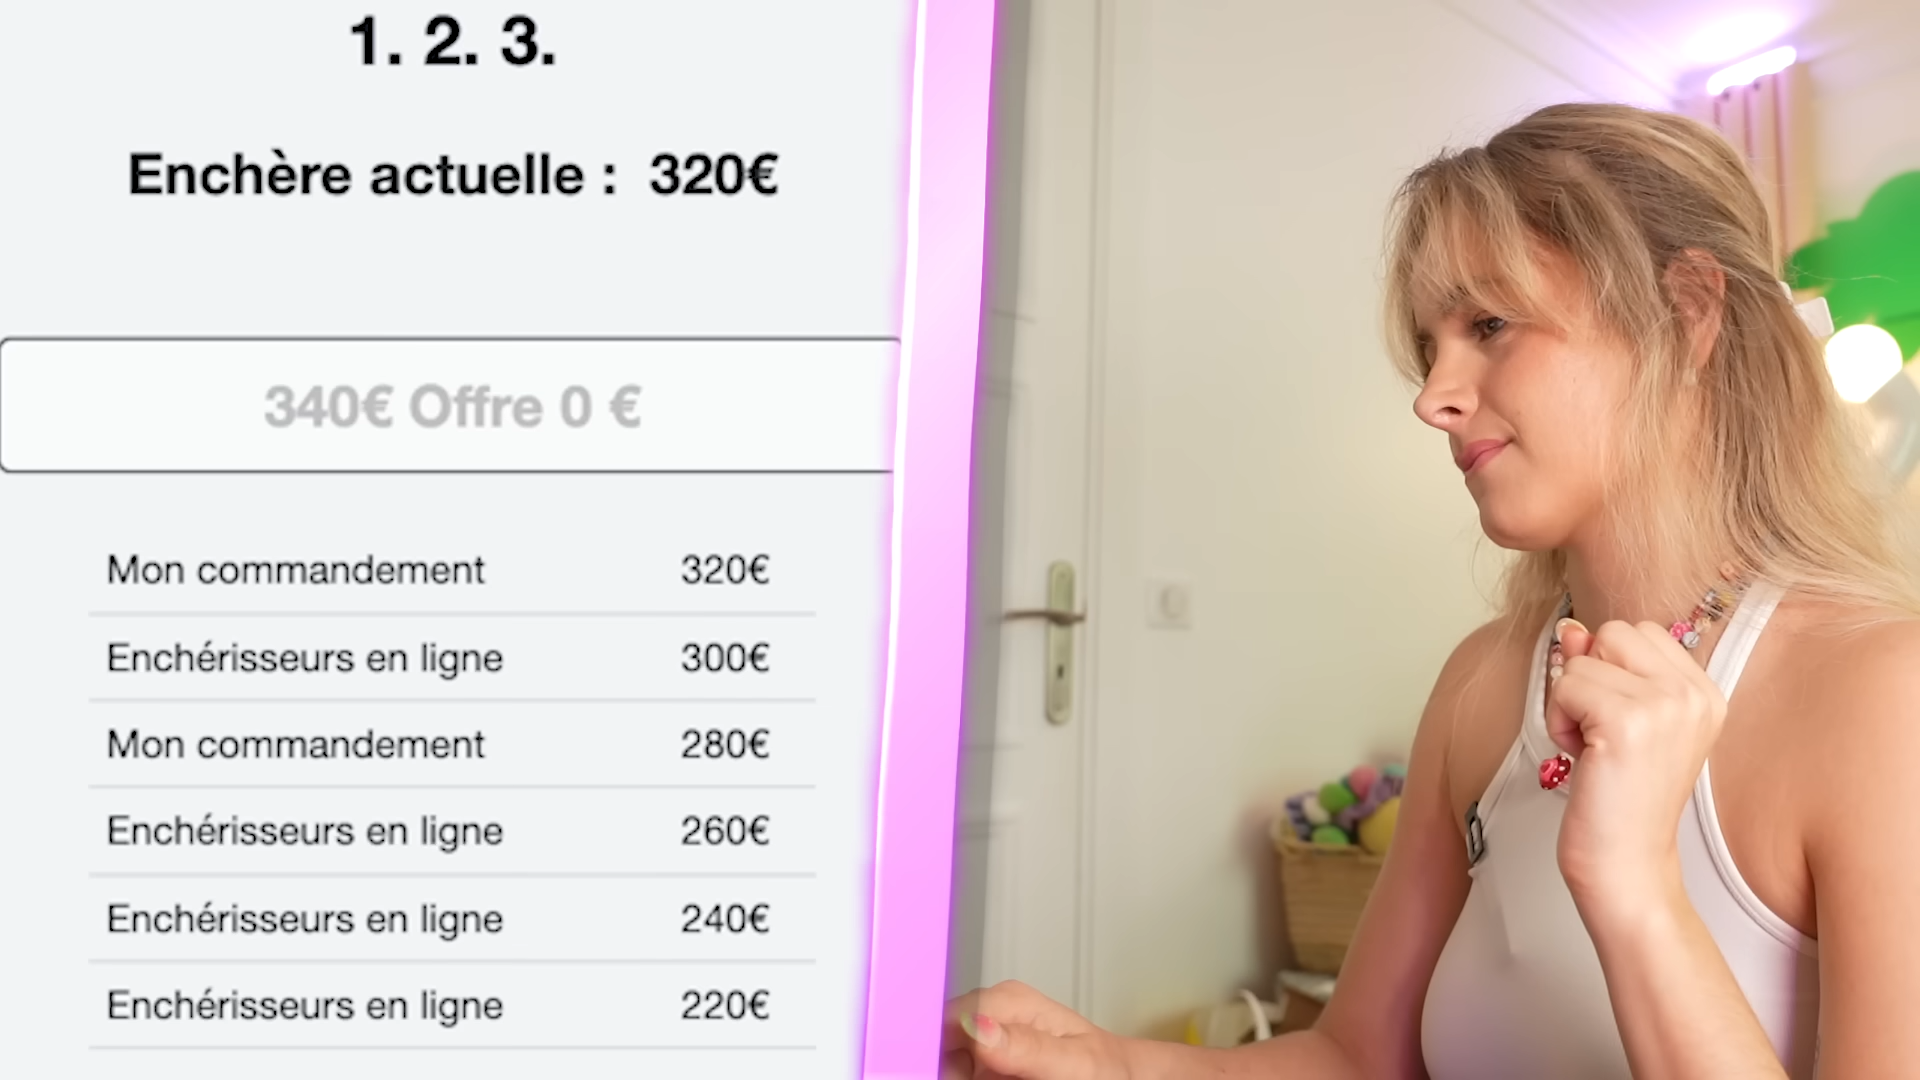 1. 2. 3.
Enchère actuelle : 320€
340€ Offre 0 €
Mon commandement 320€
Enchérisseurs en ligne 300€
Mon commandement 280€
Enchérisseurs en ligne 260€
Enchérisseurs en ligne 240€
Enchérisseurs en ligne 220€